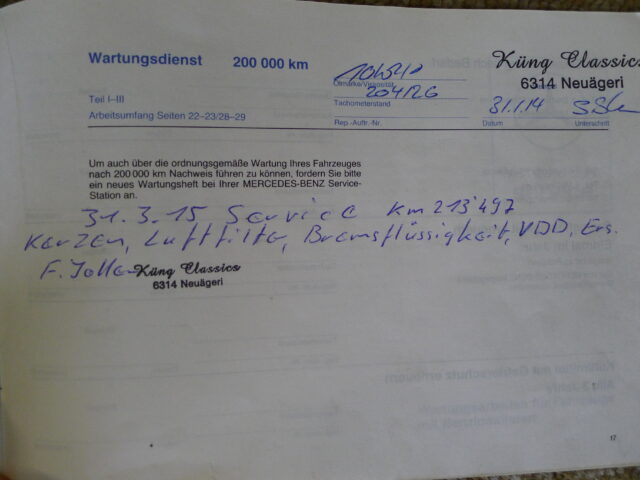 Wartungsdienst 200 000 km
10W40
Küng Classics
6314 Neuägeri
Ölmarke/Viskosität
204126
Teil I–III
Tachometerstand
31.1.14
Arbeitsumfang Seiten 22–23/28–29
Rep.-Auftr.-Nr.
Datum
Unterschrift
Um auch über die ordnungsgemäße Wartung Ihres Fahrzeuges
nach 200 000 km Nachweis führen zu können, fordern Sie bitte
ein neues Wartungsheft bei Ihrer MERCEDES-BENZ Service-
Station an.
31.3.15 Service Km 213'497
Kerzen, Luftfilter, Bremsflüssigkeit, VDD, Ers.
Küng Classics
6314 Neuägeri
17